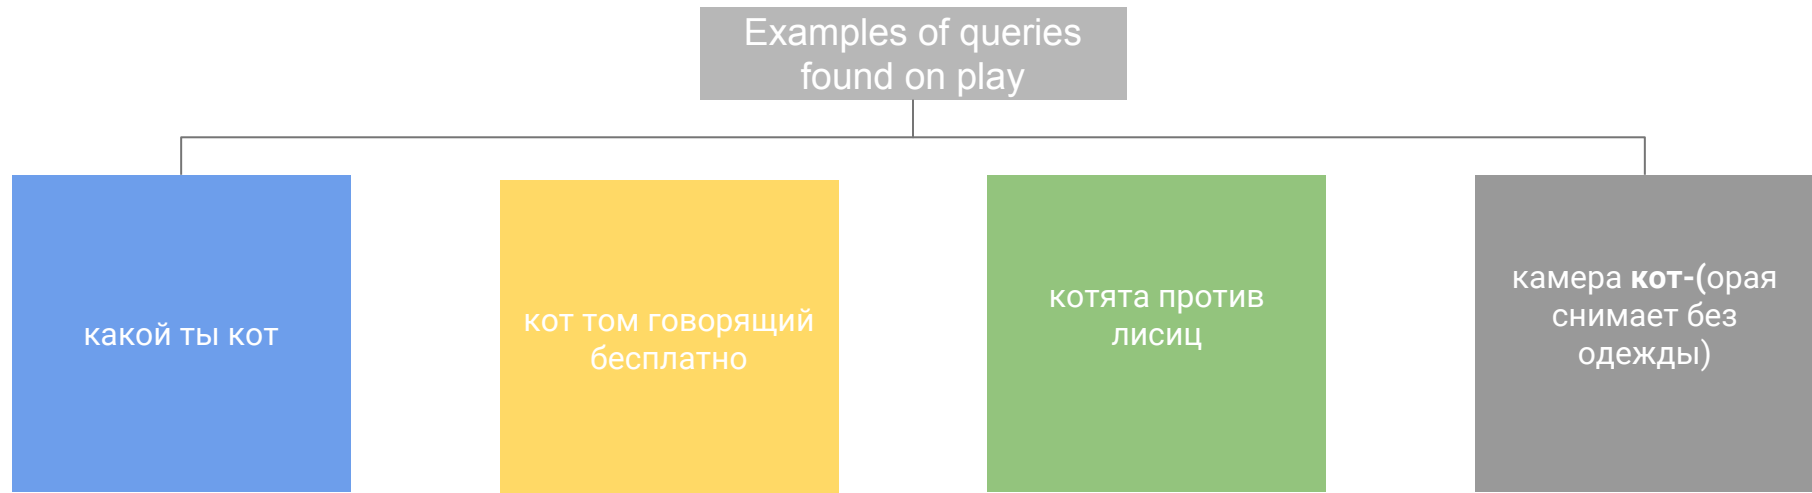 Examples of queries
found on play
какой ты кот
кот том говорящий
бесплатно
котята против
лисиц
камера кот-(орая
снимает без
одежды)